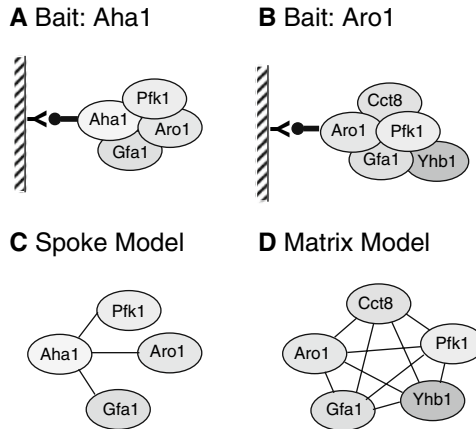 A Bait: Aha1
Pfk1
Aha1
Aro1
Gfa1
B Bait: Aro1
Cct8
Aro1
Pfk1
Gfa1
Yhb1
C Spoke Model
Pfk1
Aha1
Aro1
Gfa1
D Matrix Model
Cct8
Aro1
Pfk1
Yhb1
Gfa1